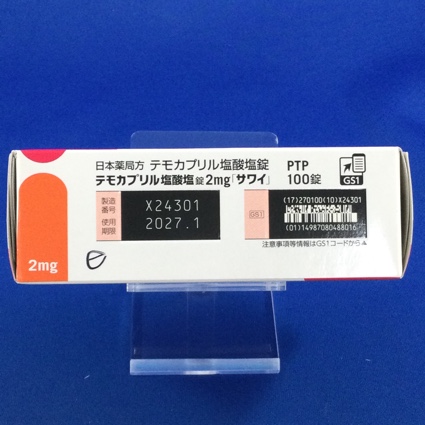 日本薬局方 テモカプリル塩酸塩錠 PTP
テモカプリル塩酸塩錠2mg「サワイ」 100錠
GS1
製造番号 X24301
使用期限 2027.1
GS1
(17)270100(10)X24301
(01)14987080488016
注意事項等情報はGS1コードから▲
2mg